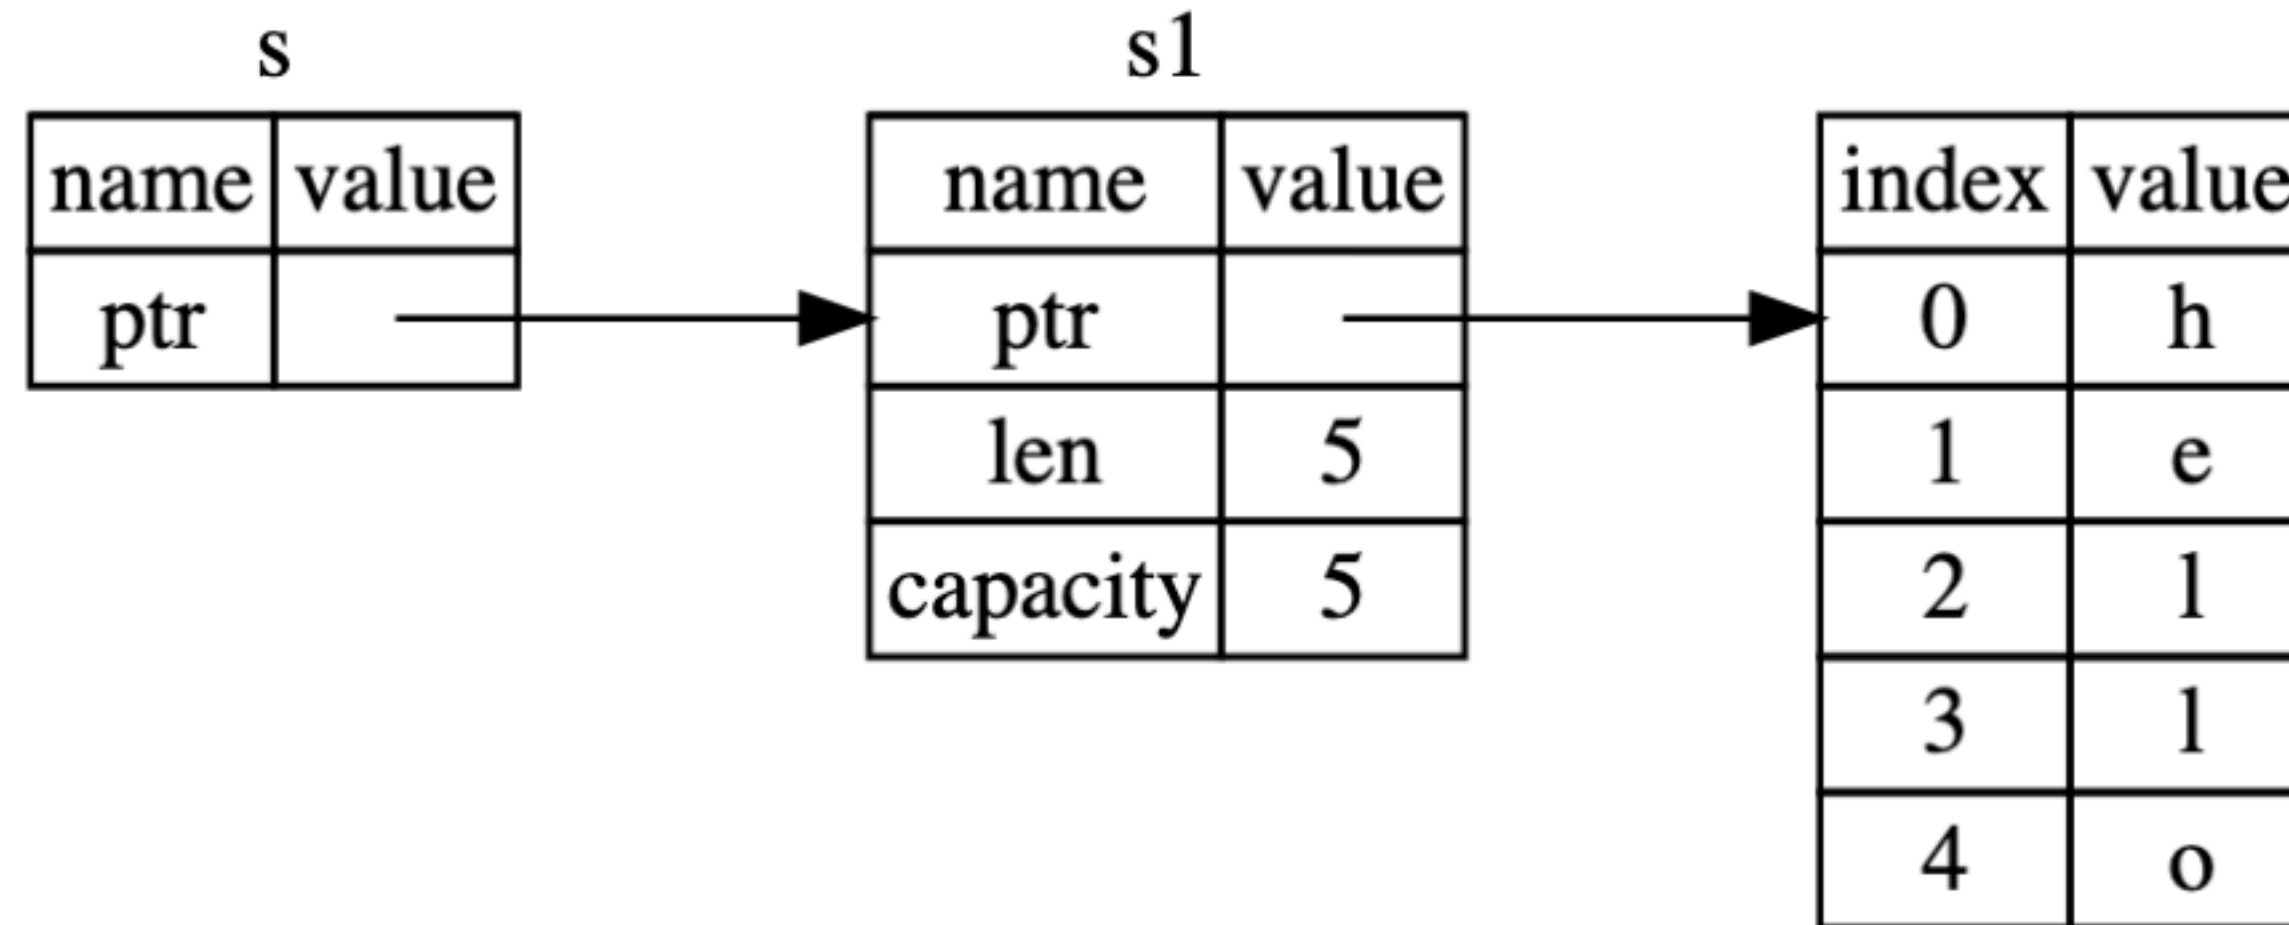 s s1
name value name value index value
ptr ptr 0 h
len 5 1 e
capacity 5 2 l
3 l
4 o